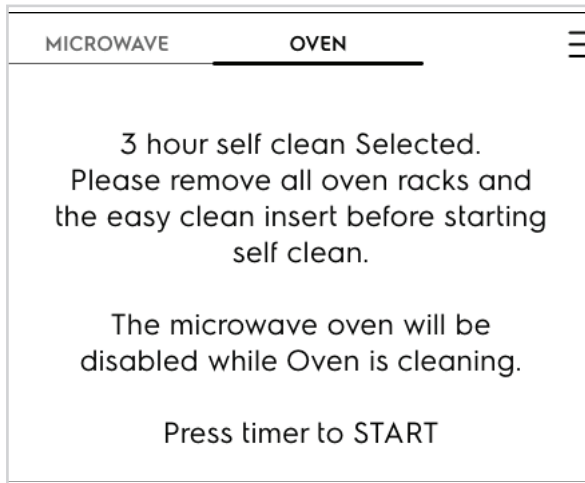 MICROWAVE OVEN
3 hour self clean Selected.
Please remove all oven racks and
the easy clean insert before starting
self clean.
The microwave oven will be
disabled while Oven is cleaning.
Press timer to START